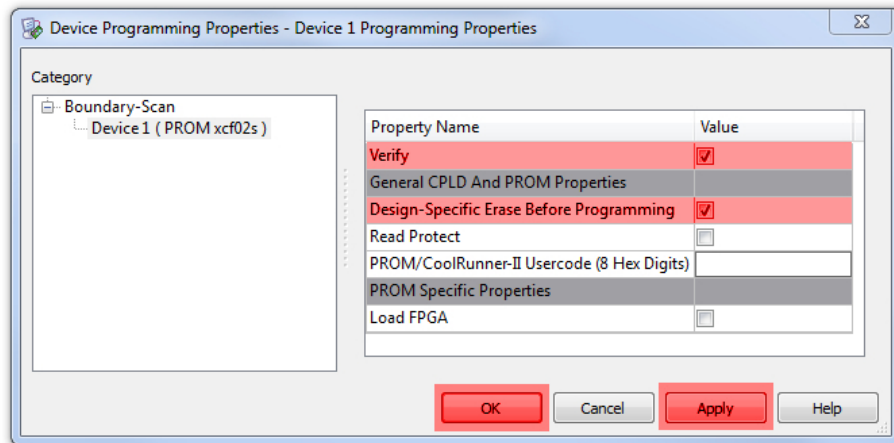 Device Programming Properties - Device 1 Programming Properties
Category
Boundary-Scan
Device 1 ( PROM xcf02s )
Property Name Value
Verify
General CPLD And PROM Properties
Design-Specific Erase Before Programming
Read Protect
PROM/CoolRunner-II Usercode (8 Hex Digits)
PROM Specific Properties
Load FPGA
OK Cancel Apply Help